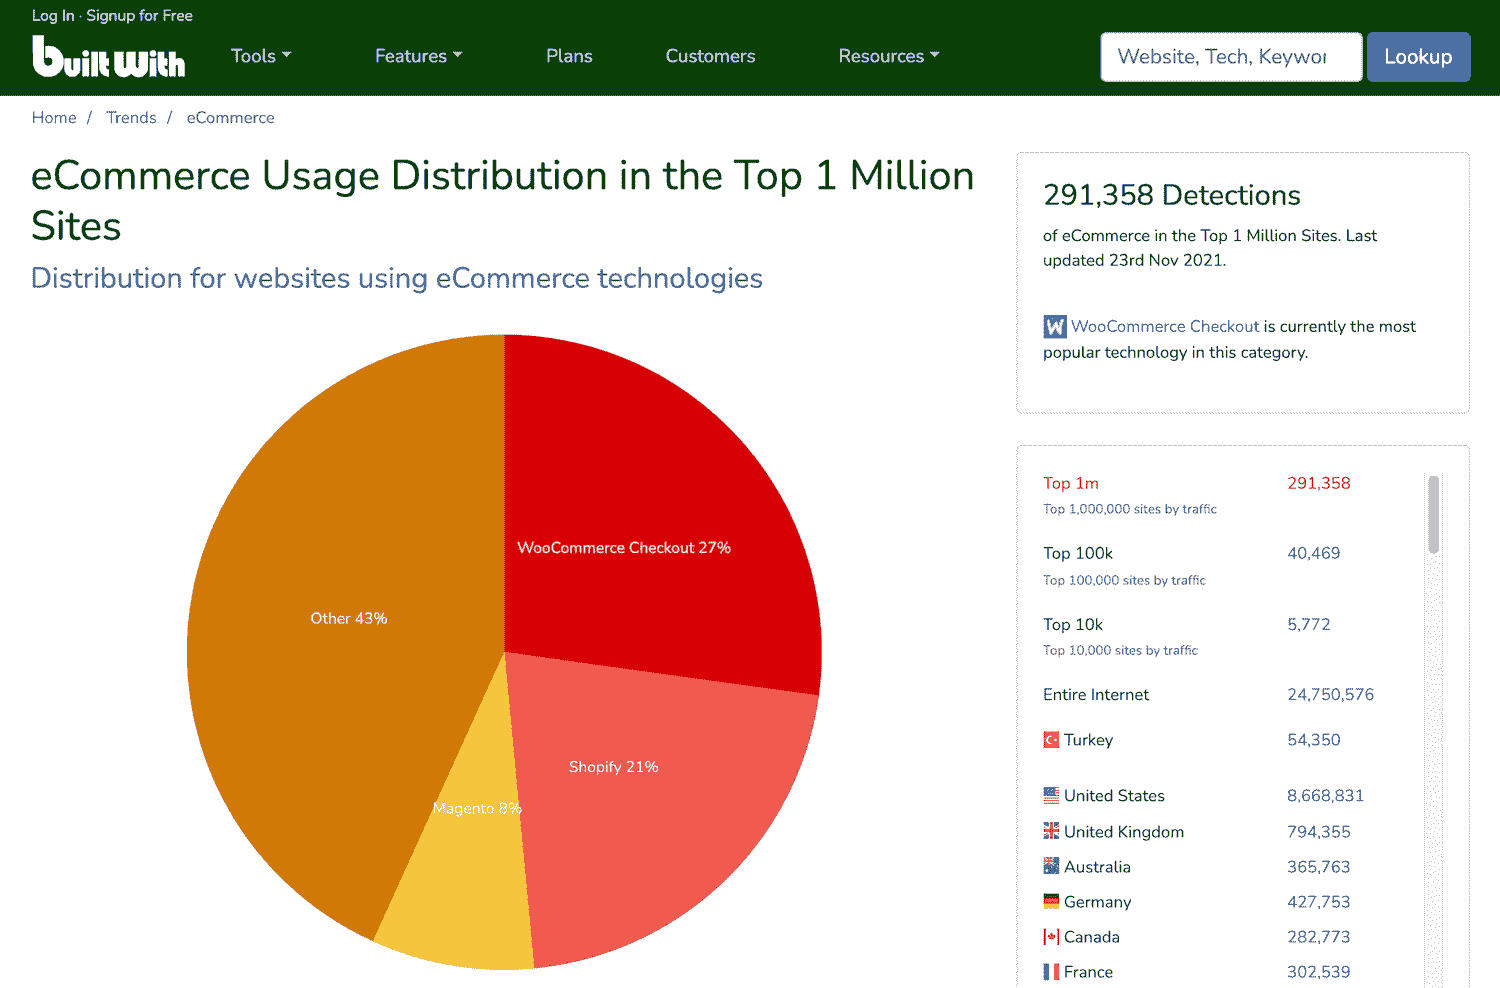 Log In · Signup for Free
builtwith
Tools
Features
Plans
Customers
Resources
Website, Tech, Keywor
Lookup
Home / Trends / eCommerce
eCommerce Usage Distribution in the Top 1 Million
Sites
Distribution for websites using eCommerce technologies
WooCommerce Checkout 27%
Other 43%
Shopify 21%
Magento 8%
291,358 Detections
of eCommerce in the Top 1 Million Sites. Last
updated 23rd Nov 2021.
W WooCommerce Checkout is currently the most
popular technology in this category.
Top 1m 291,358
Top 1,000,000 sites by traffic
Top 100k 40,469
Top 100,000 sites by traffic
Top 10k 5,772
Top 10,000 sites by traffic
Entire Internet 24,750,576
Turkey 54,350
United States 8,668,831
United Kingdom 794,355
Australia 365,763
Germany 427,753
Canada 282,773
France 302,539